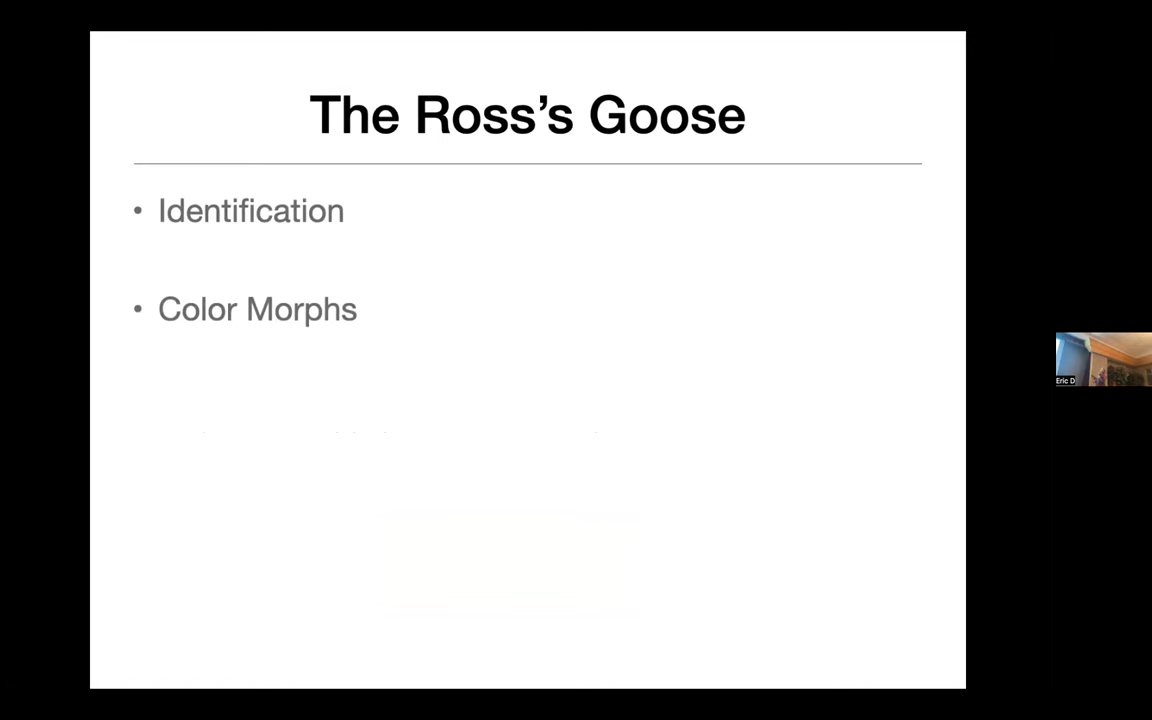 The Ross’s Goose
• Identification
• Color Morphs
Eric D